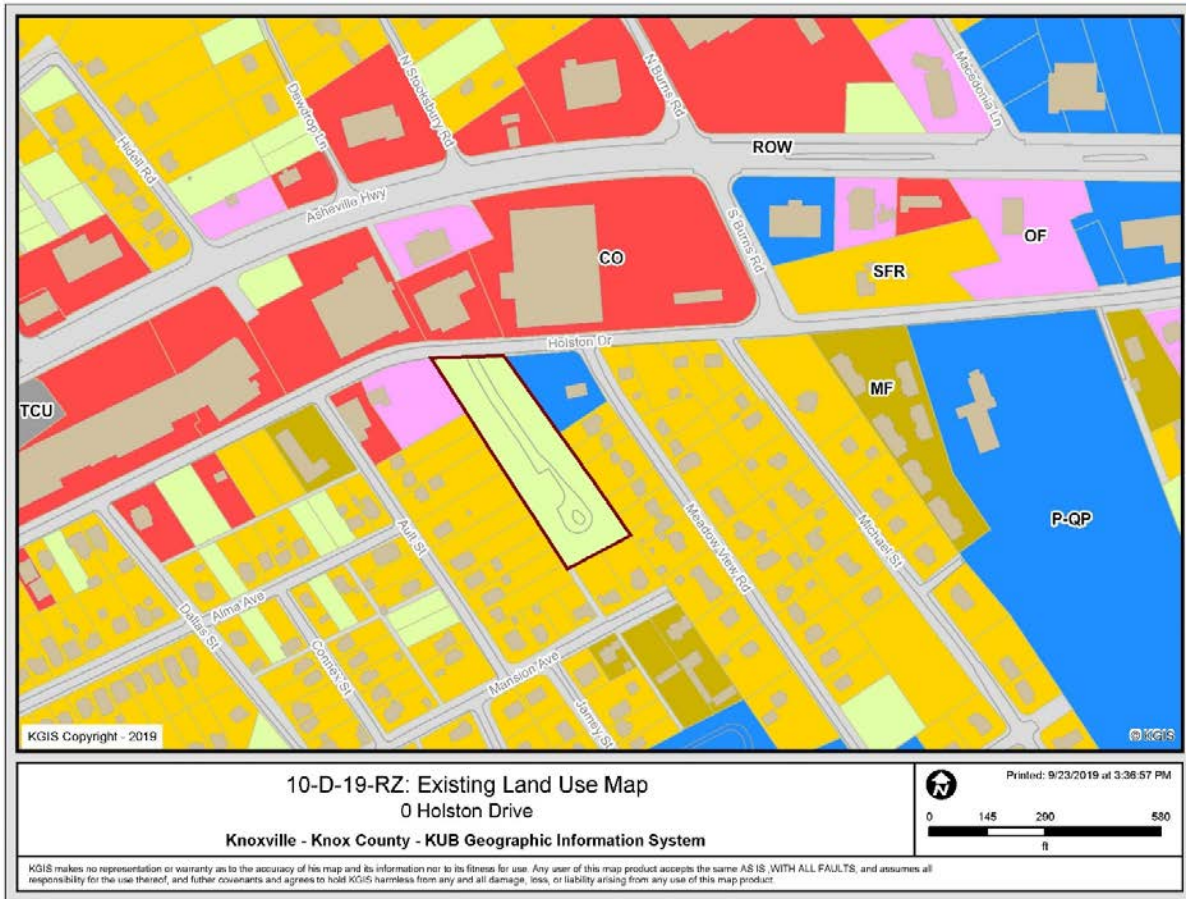 Hidell Rd
Dewdrop Ln
N Stooksbury Rd
N Burns Rd
Macedonia Ln
ROW
Asheville Hwy
S Burns Rd
CO
SFR
OF
Holston Dr
TCU
MF
P-QP
Ault St
Meadow View Rd
Michael St
Dallas St
Alma Ave
Connex St
Mansion Ave
Jamey St
KGIS Copyright - 2019
© KGIS
10-D-19-RZ: Existing Land Use Map
0 Holston Drive
Knoxville - Knox County - KUB Geographic Information System
N
Printed: 9/23/2019 at 3:36:57 PM
0 145 290 580
ft
KGIS makes no representation or warranty as to the accuracy of his map and its information nor to its fitness for use. Any user of this map product accepts the same AS IS ,WITH ALL FAULTS, and assumes all
responsibility for the use thereof, and futher covenants and agrees to hold KGIS harmless from any and all damage, loss, or liability arising from any use of this map product.